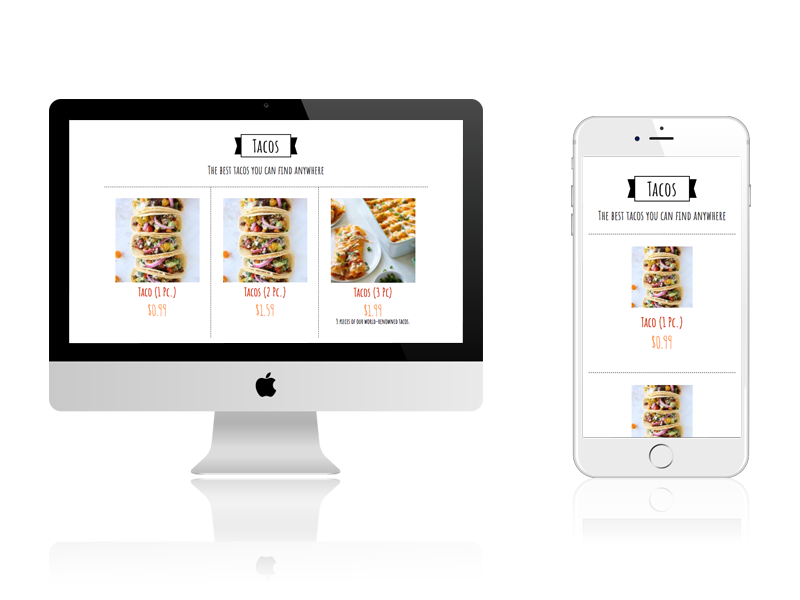 Tacos
The best tacos you can find anywhere
Taco (1 Pc.)
$0.99
Tacos (2 Pc.)
$1.59
Tacos (3 Pc)
$1.99
3 pieces of our world-renowned tacos.
Tacos
The best tacos you can find anywhere
Taco (1 Pc.)
$0.99